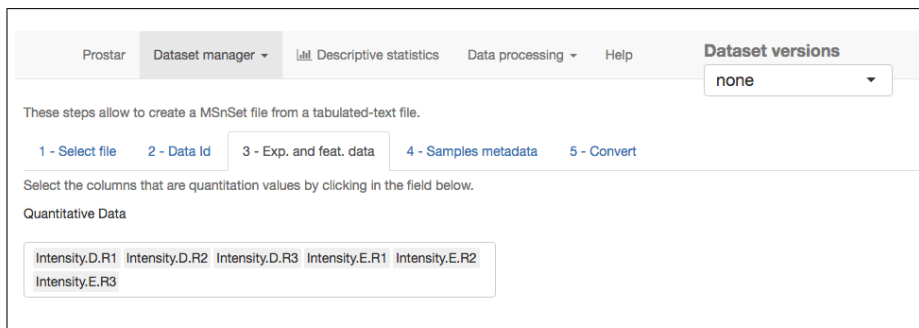 Prostar Dataset manager Descriptive statistics Data processing Help Dataset versions
none
These steps allow to create a MSnSet file from a tabulated-text file.
1 - Select file 2 - Data Id 3 - Exp. and feat. data 4 - Samples metadata 5 - Convert
Select the columns that are quantitation values by clicking in the field below.
Quantitative Data
Intensity.D.R1 Intensity.D.R2 Intensity.D.R3 Intensity.E.R1 Intensity.E.R2
Intensity.E.R3